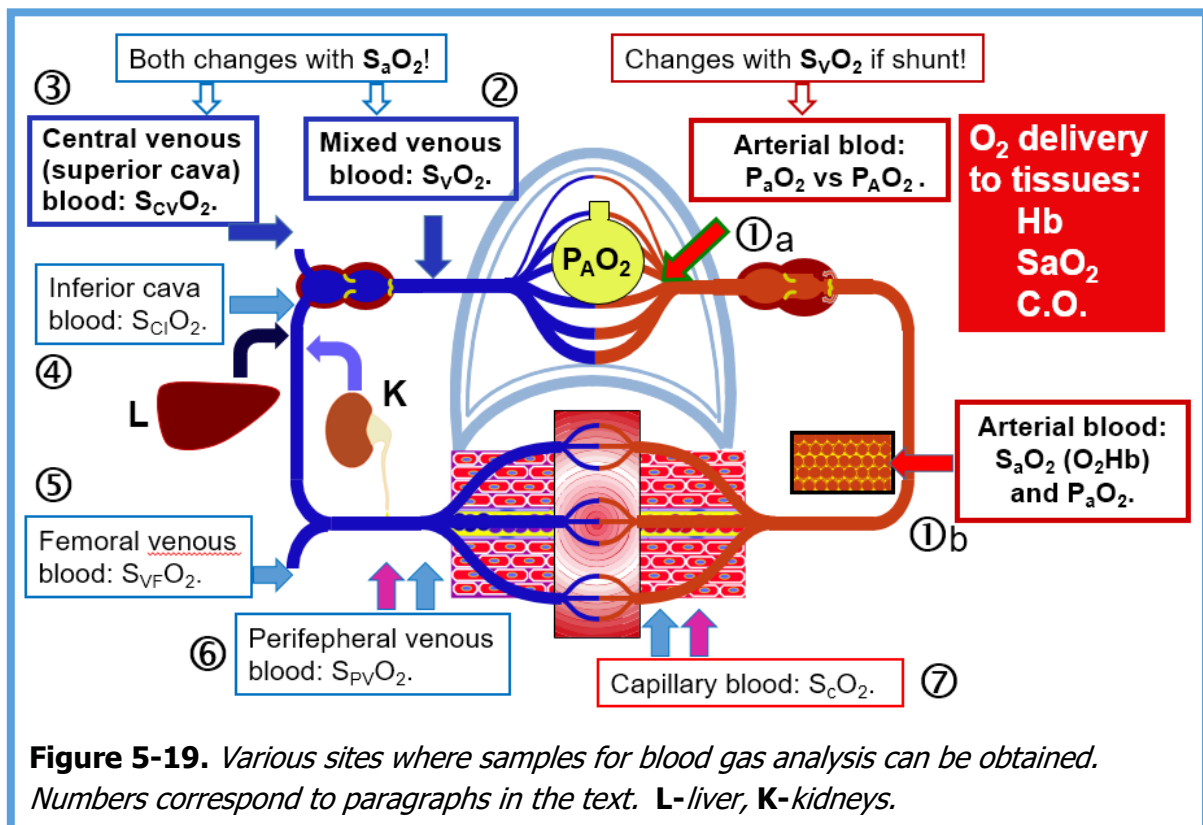 Both changes with SaO2!
Changes with SVO2 if shunt!
③
②
Central venous
(superior cava)
blood: SCVO2.
Mixed venous
blood: SVO2.
Arterial blod:
PaO2 vs PAO2 .
O2 delivery
to tissues:
Hb
SaO2
C.O.
①a
PAO2
Inferior cava
blood: SCIO2.
④
L
K
Arterial blood:
SaO2 (O2Hb)
and PaO2.
①b
⑤
Femoral venous
blood: SVFO2.
⑥
Perifepheral venous
blood: SPVO2.
Capillary blood: ScO2.
⑦
Figure 5-19. Various sites where samples for blood gas analysis can be obtained.
Numbers correspond to paragraphs in the text. L-liver, K-kidneys.